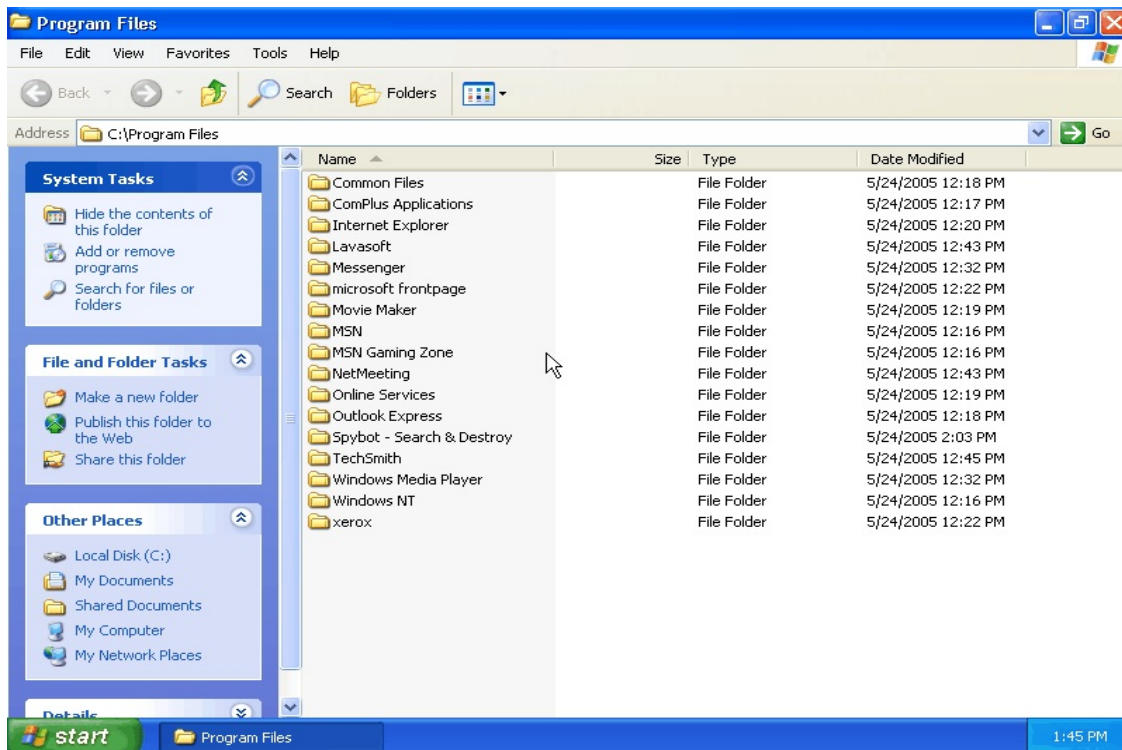 Program Files
File Edit View Favorites Tools Help
Back Search Folders
Address C:\Program Files Go
System Tasks
Hide the contents of
this folder
Add or remove
programs
Search for files or
folders
File and Folder Tasks
Make a new folder
Publish this folder to
the Web
Share this folder
Other Places
Local Disk (C:)
My Documents
Shared Documents
My Computer
My Network Places
Details
Name Size Type Date Modified
Common Files File Folder 5/24/2005 12:18 PM
ComPlus Applications File Folder 5/24/2005 12:17 PM
Internet Explorer File Folder 5/24/2005 12:20 PM
Lavasoft File Folder 5/24/2005 12:43 PM
Messenger File Folder 5/24/2005 12:32 PM
microsoft frontpage File Folder 5/24/2005 12:22 PM
Movie Maker File Folder 5/24/2005 12:19 PM
MSN File Folder 5/24/2005 12:16 PM
MSN Gaming Zone File Folder 5/24/2005 12:16 PM
NetMeeting File Folder 5/24/2005 12:43 PM
Online Services File Folder 5/24/2005 12:19 PM
Outlook Express File Folder 5/24/2005 12:18 PM
Spybot - Search & Destroy File Folder 5/24/2005 2:03 PM
TechSmith File Folder 5/24/2005 12:45 PM
Windows Media Player File Folder 5/24/2005 12:32 PM
Windows NT File Folder 5/24/2005 12:16 PM
xerox File Folder 5/24/2005 12:22 PM
start Program Files 1:45 PM